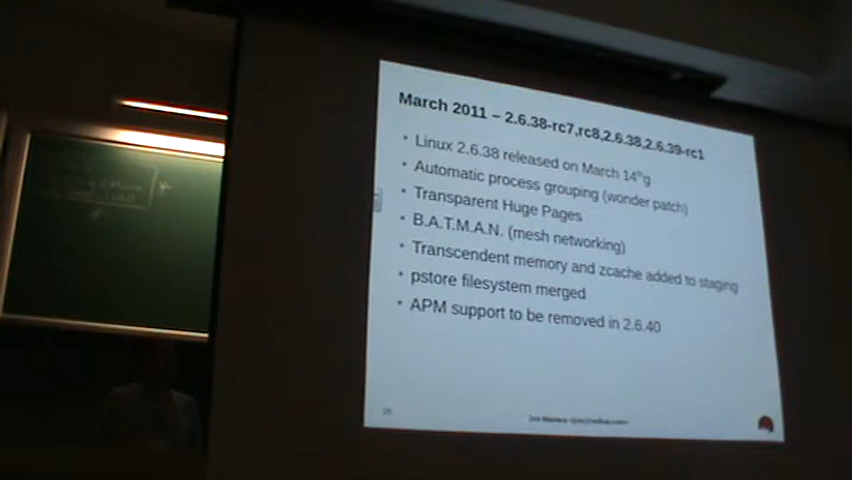 March 2011 – 2.6.38-rc7,rc8,2.6.38,2.6.39-rc1
• Linux 2.6.38 released on March 14thg
• Automatic process grouping (wonder patch)
• Transparent Huge Pages
• B.A.T.M.A.N. (mesh networking)
• Transcendent memory and zcache added to staging
• pstore filesystem merged
• APM support to be removed in 2.6.40